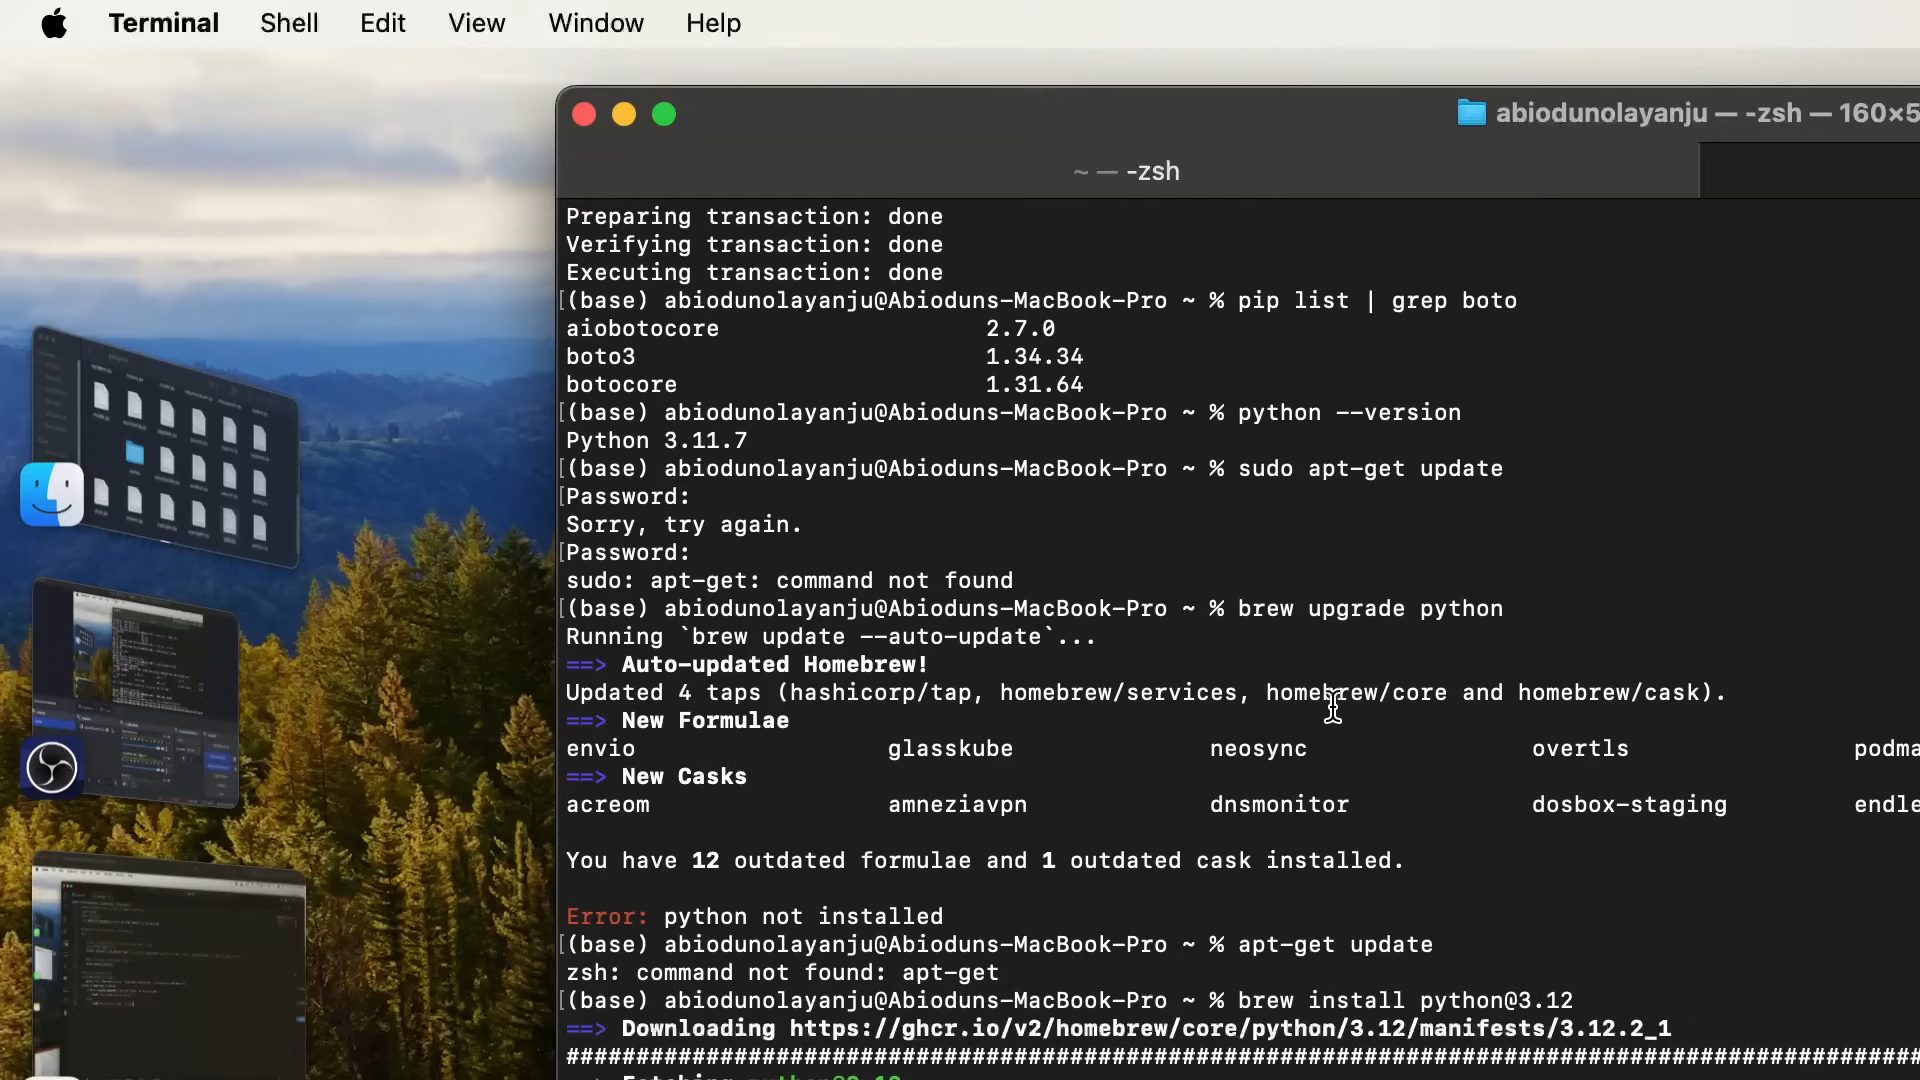 Terminal Shell Edit View Window Help
abiodunolayanju — -zsh — 160×5
~ — -zsh
Preparing transaction: done
Verifying transaction: done
Executing transaction: done
[(base) abiodunolayanju@Abioduns-MacBook-Pro ~ % pip list | grep boto
aiobotocore 2.7.0
boto3 1.34.34
botocore 1.31.64
[(base) abiodunolayanju@Abioduns-MacBook-Pro ~ % python --version
Python 3.11.7
[(base) abiodunolayanju@Abioduns-MacBook-Pro ~ % sudo apt-get update
[Password:
Sorry, try again.
[Password:
sudo: apt-get: command not found
[(base) abiodunolayanju@Abioduns-MacBook-Pro ~ % brew upgrade python
Running `brew update --auto-update`...
==> Auto-updated Homebrew!
Updated 4 taps (hashicorp/tap, homebrew/services, homebrew/core and homebrew/cask).
==> New Formulae
envio glasskube neosync overtls podma
==> New Casks
acreom amneziavpn dnsmonitor dosbox-staging endle
You have 12 outdated formulae and 1 outdated cask installed.
Error: python not installed
[(base) abiodunolayanju@Abioduns-MacBook-Pro ~ % apt-get update
zsh: command not found: apt-get
[(base) abiodunolayanju@Abioduns-MacBook-Pro ~ % brew install python@3.12
==> Downloading https://ghcr.io/v2/homebrew/core/python/3.12/manifests/3.12.2_1
################################################################################################